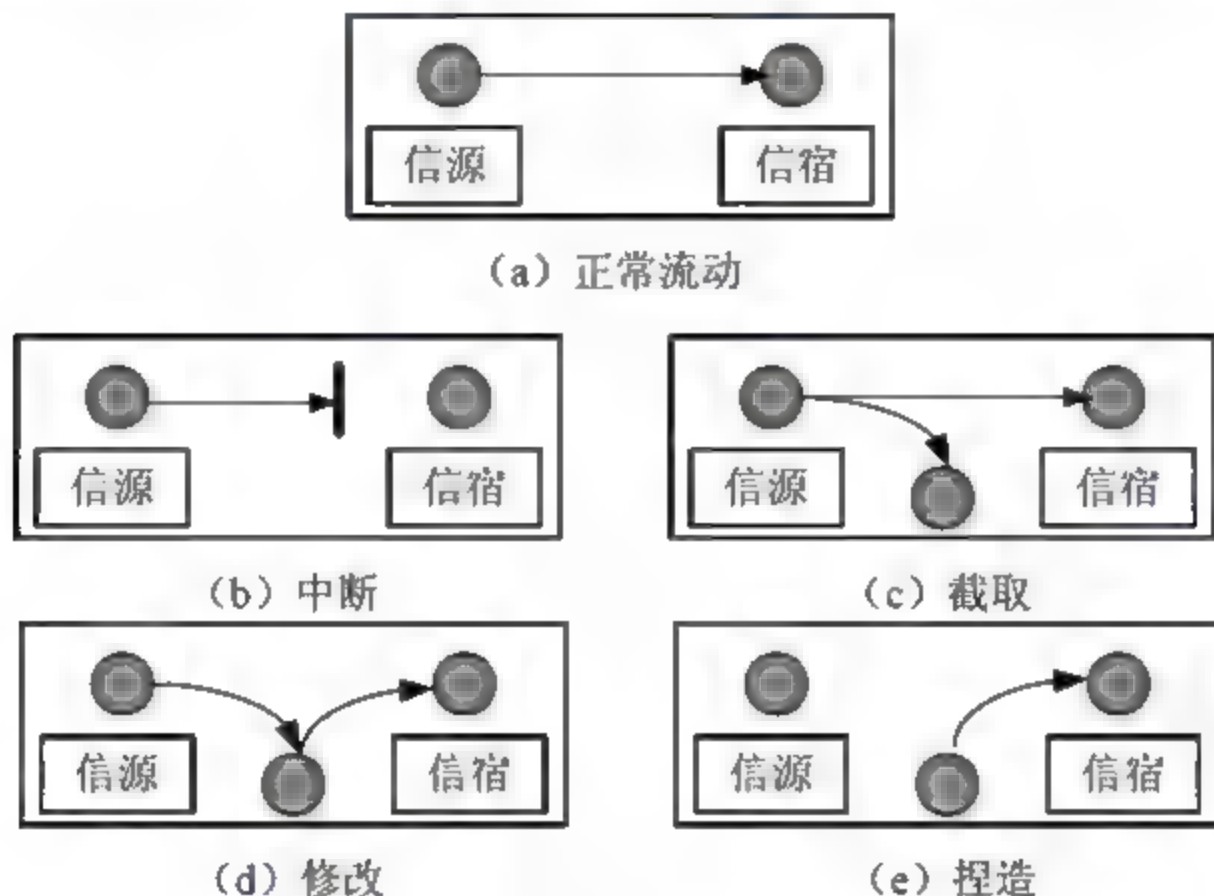 信源 信宿
(a) 正常流动
信源 信宿 信源 信宿
(b) 中断 (c) 截取
信源 信宿 信源 信宿
(d) 修改 (e) 捏造